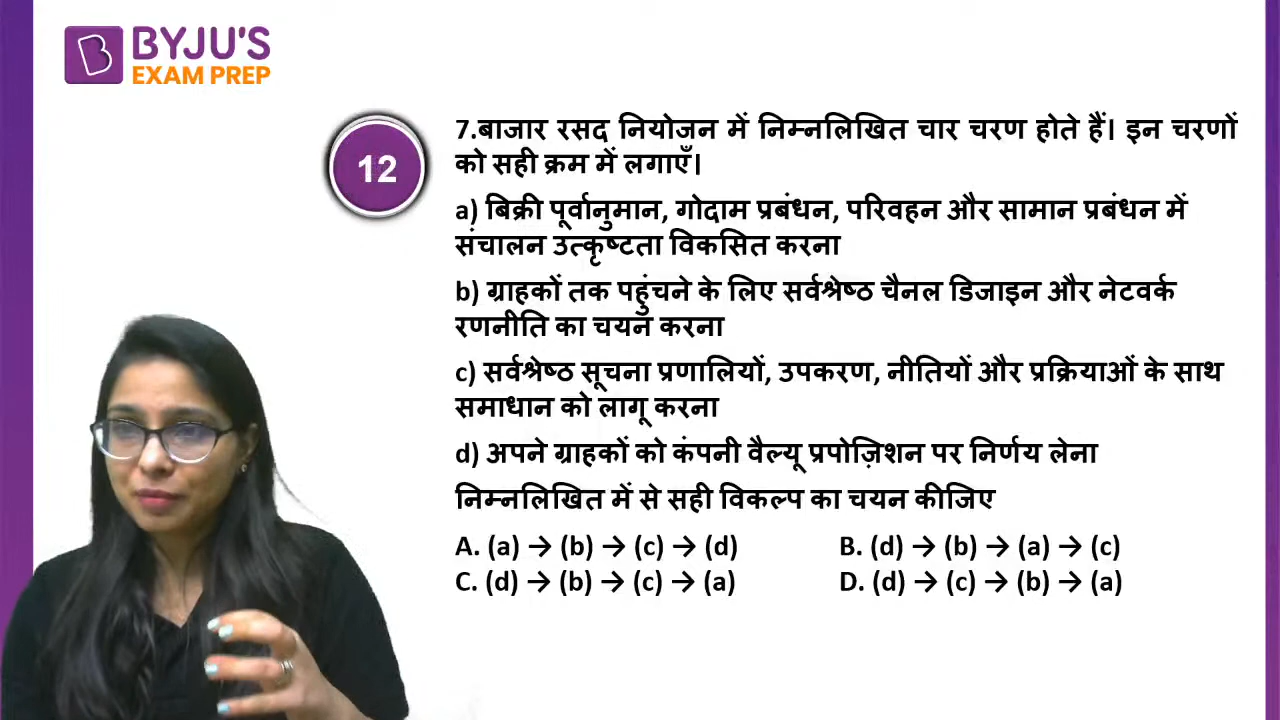 BYJU'S
EXAM PREP
12
7.बाजार रसद नियोजन में निम्नलिखित चार चरण होते हैं। इन चरणों
को सही क्रम में लगाएँ।
a) बिक्री पूर्वानुमान, गोदाम प्रबंधन, परिवहन और सामान प्रबंधन में
संचालन उत्कृष्टता विकसित करना
b) ग्राहकों तक पहुंचने के लिए सर्वश्रेष्ठ चैनल डिजाइन और नेटवर्क
रणनीति का चयन करना
c) सर्वश्रेष्ठ सूचना प्रणालियों, उपकरण, नीतियों और प्रक्रियाओं के साथ
समाधान को लागू करना
d) अपने ग्राहकों को कंपनी वैल्यू प्रपोज़िशन पर निर्णय लेना
निम्नलिखित में से सही विकल्प का चयन कीजिए
A. (a) → (b) → (c) → (d) B. (d) → (b) → (a) → (c)
C. (d) → (b) → (c) → (a) D. (d) → (c) → (b) → (a)